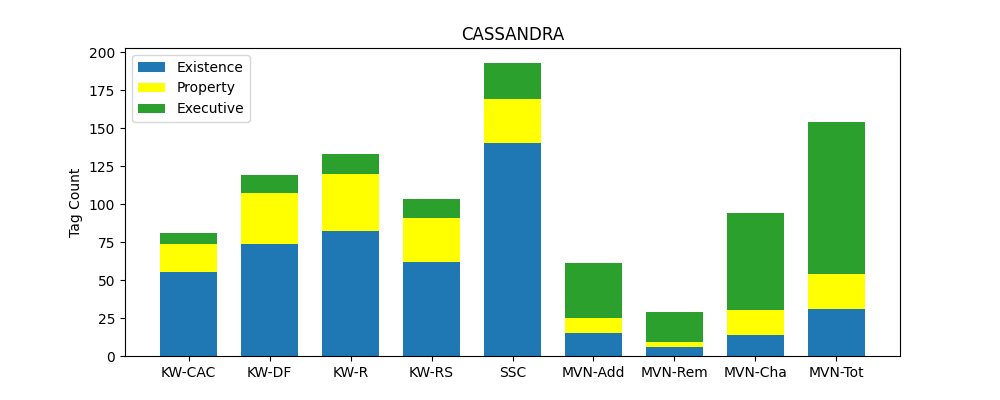 CASSANDRA
Tag Count
200
175
150
125
100
75
50
25
0
Existence
Property
Executive
KW-CAC KW-DF KW-R KW-RS SSC MVN-Add MVN-Rem MVN-Cha MVN-Tot